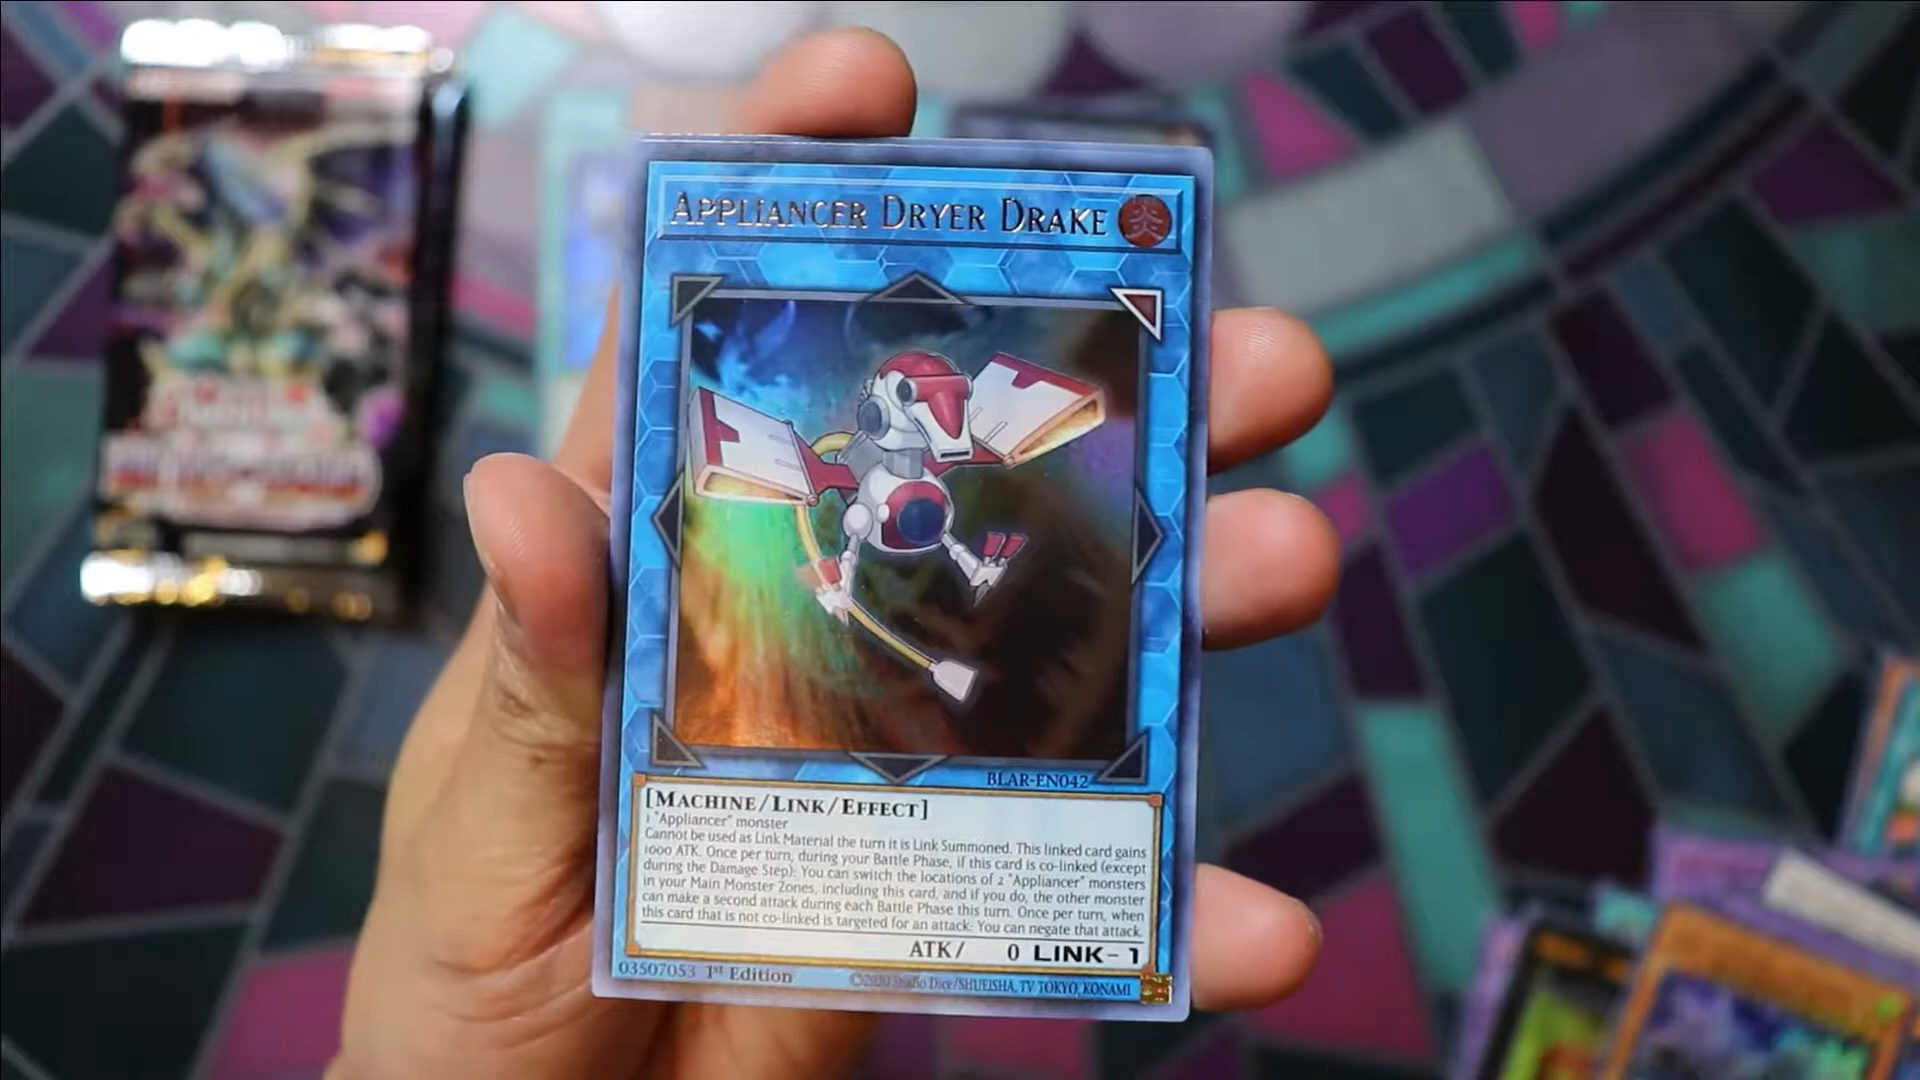 APPLIANCER DRYER DRAKE 炎
BLAR-EN042
[MACHINE/LINK/EFFECT]
1 "Appliancer" monster
Cannot be used as Link Material the turn it is Link Summoned. This linked card gains
1000 ATK. Once per turn, during your Battle Phase, if this card is co-linked (except
during the Damage Step): You can switch the locations of 2 "Appliancer" monsters
in your Main Monster Zones, including this card, and if you do, the other monster
can make a second attack during each Battle Phase this turn. Once per turn, when
this card that is not co-linked is targeted for an attack: You can negate that attack.
ATK/ 0 LINK-1
03507053 1st Edition ©2020 Studio Dice/SHUEISHA, TV TOKYO, KONAMI